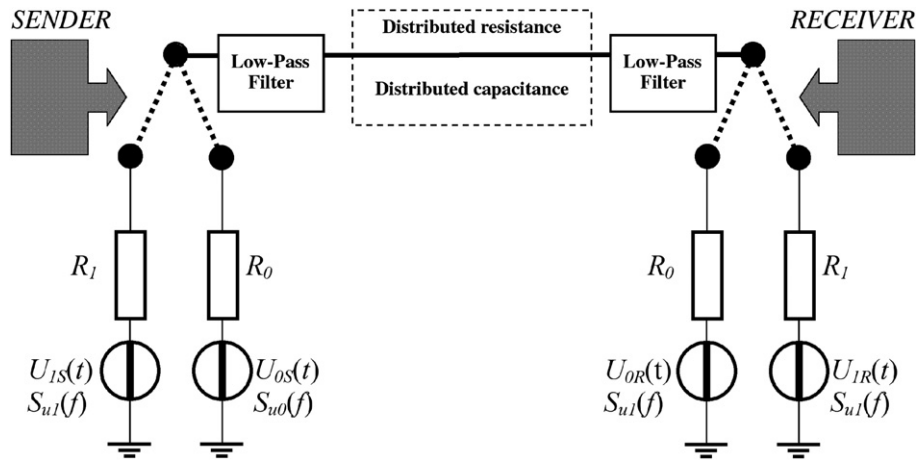 SENDER
RECEIVER
Distributed resistance
Low-Pass
Filter
Distributed capacitance
Low-Pass
Filter
R1
R0
R0
R1
U1S(t)
Su1(f)
U0S(t)
Su0(f)
U0R(t)
Su1(f)
U1R(t)
Su1(f)